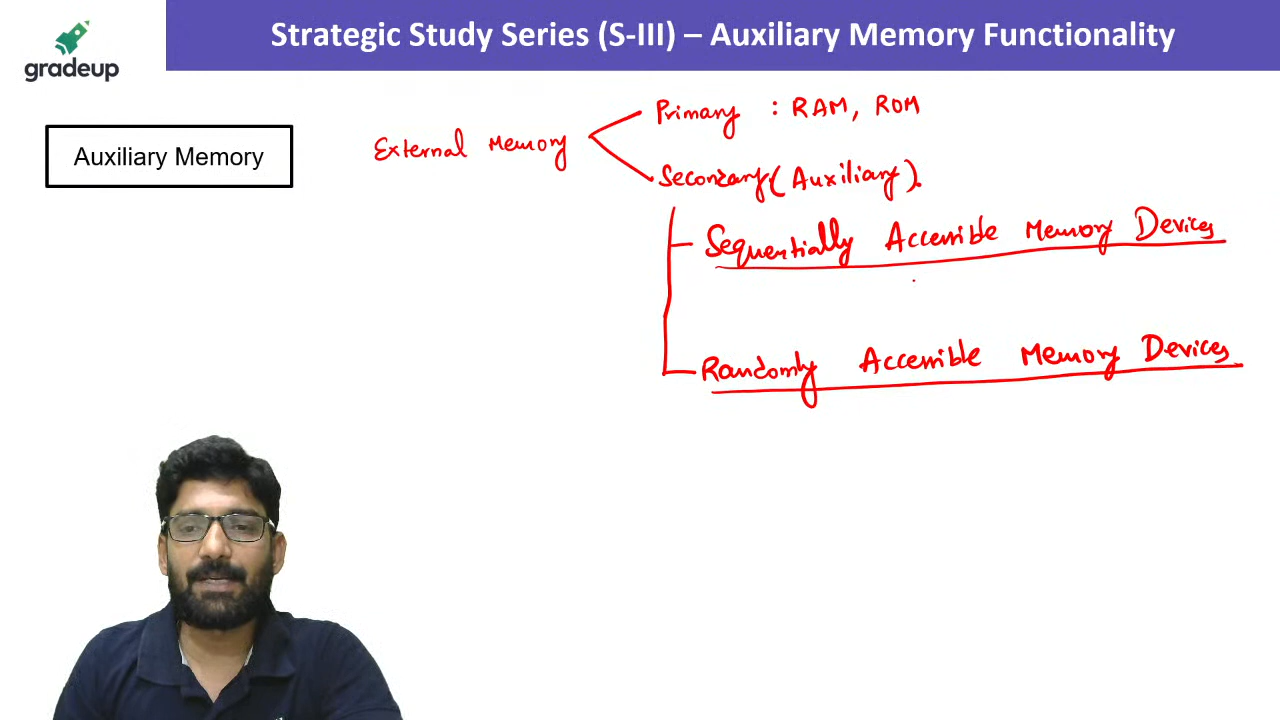 Strategic Study Series (S-III) – Auxiliary Memory Functionality
gradeup
Auxiliary Memory
External Memory
Primary : RAM, ROM
Secondary (Auxiliary).
Sequentially Accessible Memory Devices
Randomly Accessible Memory Devices